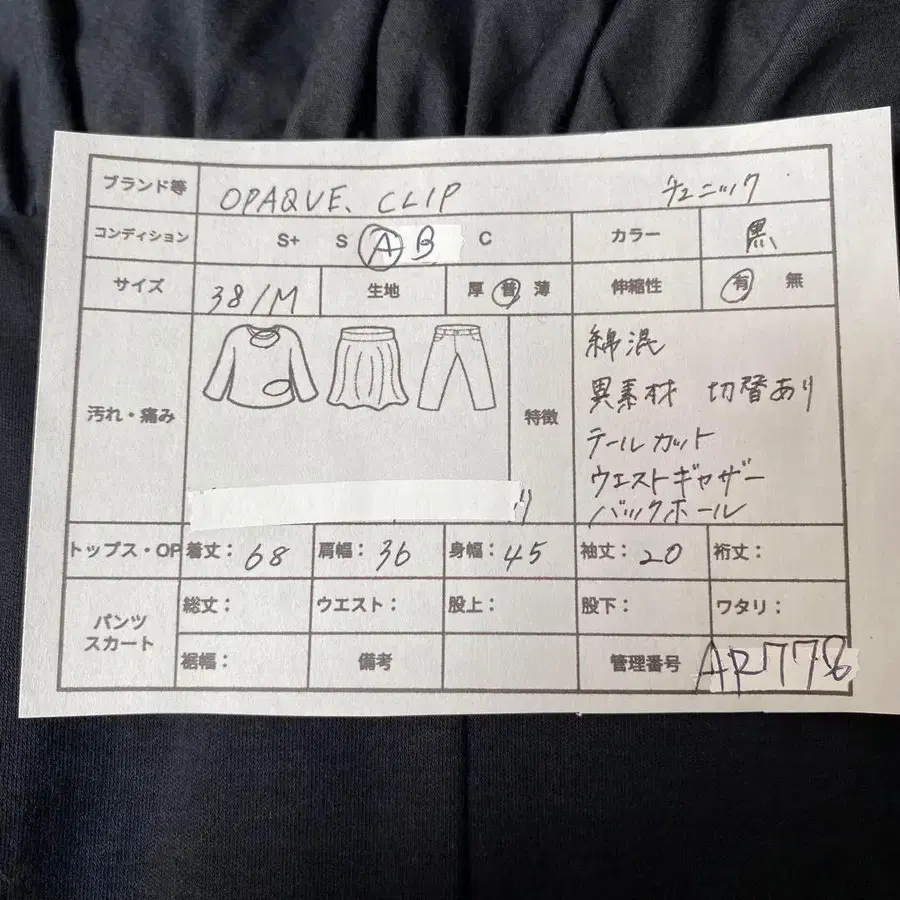 ブランド等 OPAQUE. CLIP チュニック
コンディション S+ S A B C カラー 黒
サイズ 38/M 生地 厚 普 薄 伸縮性 有 無
汚れ・痛み 特徴
綿混
異素材 切替あり
テールカット
ウエストギャザー
バックホール
トップス・OP 着丈： 68 肩幅： 36 身幅： 45 袖丈： 20 裄丈：
パンツ スカート
総丈： ウエスト： 股上： 股下： ワタリ：
裾幅： 備考 管理番号 AP778